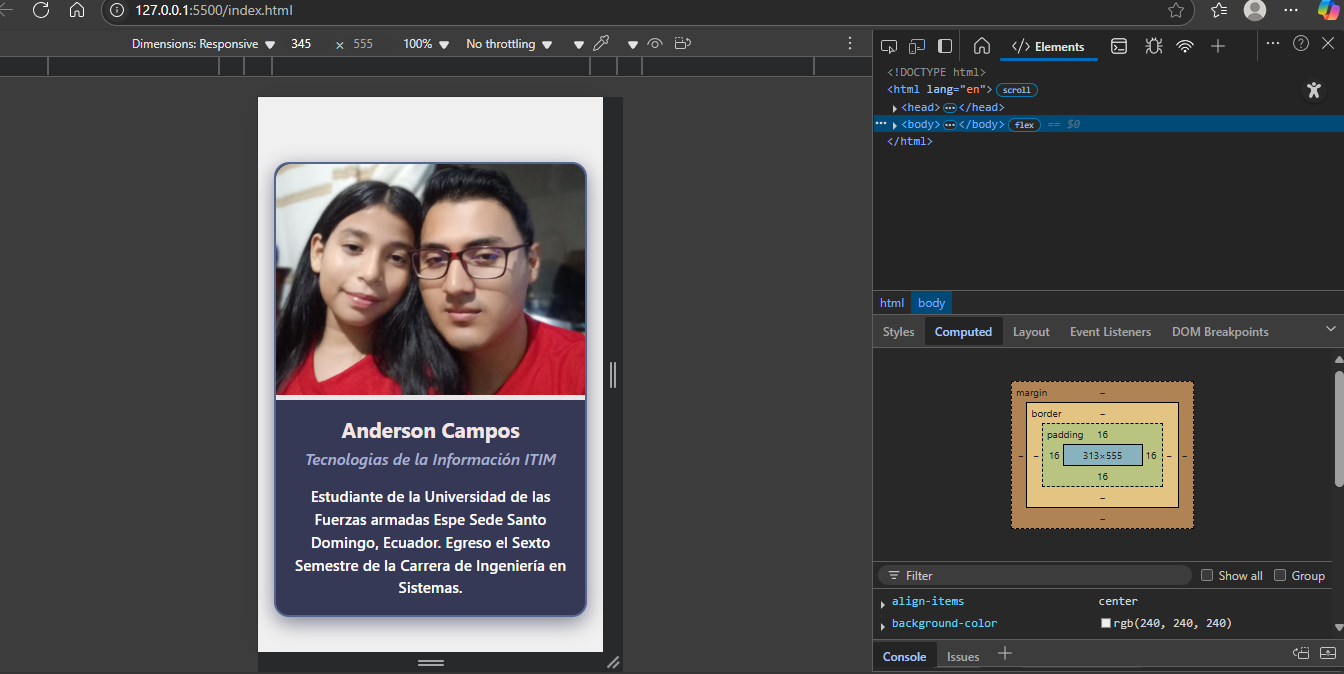 127.0.0.1:5500/index.html
Dimensions: Responsive ▼ 345 × 555 100% ▼ No throttling ▼
Elements
<!DOCTYPE html>
<html lang="en"> scroll
<head> ••• </head>
••• <body> ••• </body> flex == $0
</html>
Anderson Campos
Tecnologias de la Información ITIM
Estudiante de la Universidad de las
Fuerzas armadas Espe Sede Santo
Domingo, Ecuador. Egreso el Sexto
Semestre de la Carrera de Ingeniería en
Sistemas.
html body
Styles Computed Layout Event Listeners DOM Breakpoints
margin –
border –
padding 16
– – 16 313×555 16 – –
16
–
–
Filter Show all Group
align-items center
background-color rgb(240, 240, 240)
Console Issues